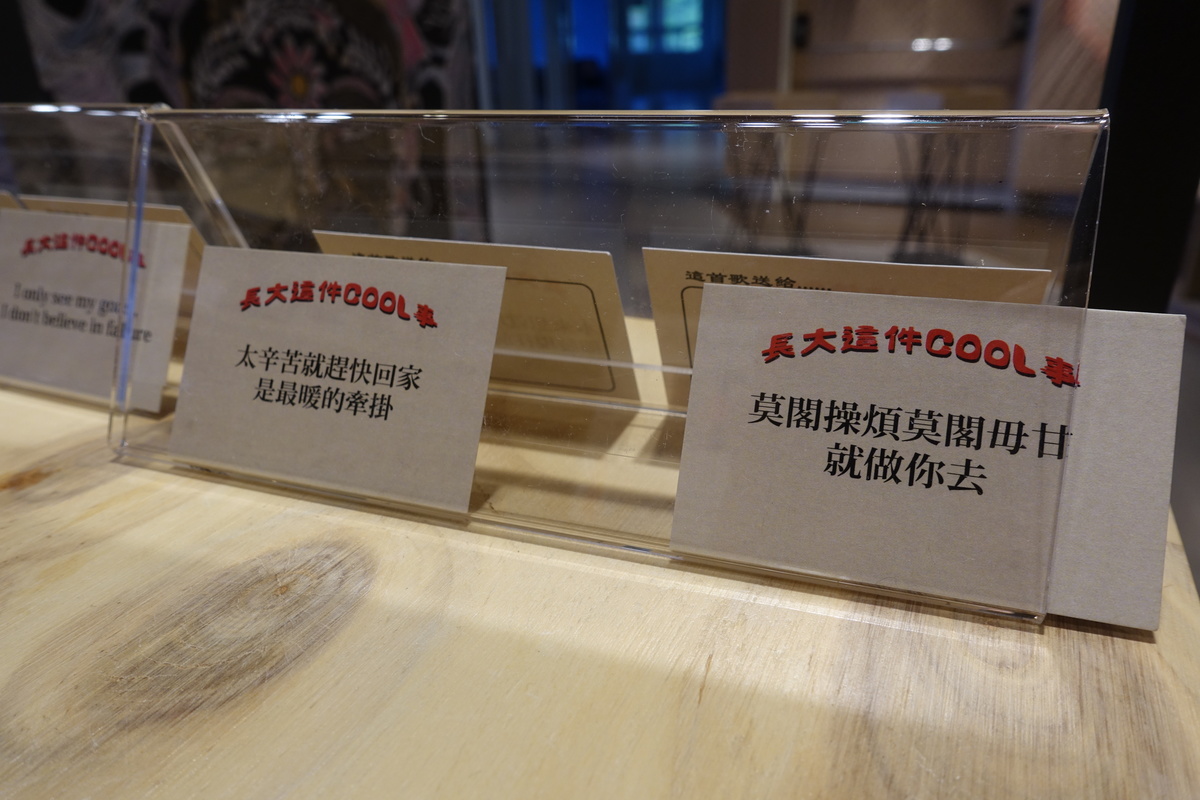 長大這件COOL事
I only see my
I don't believe in failure
長大這件COOL事
太辛苦就趕快回家
是最暖的牽掛
這首歌送給......
長大這件COOL事
莫閣操煩莫閣毋甘
就做你去